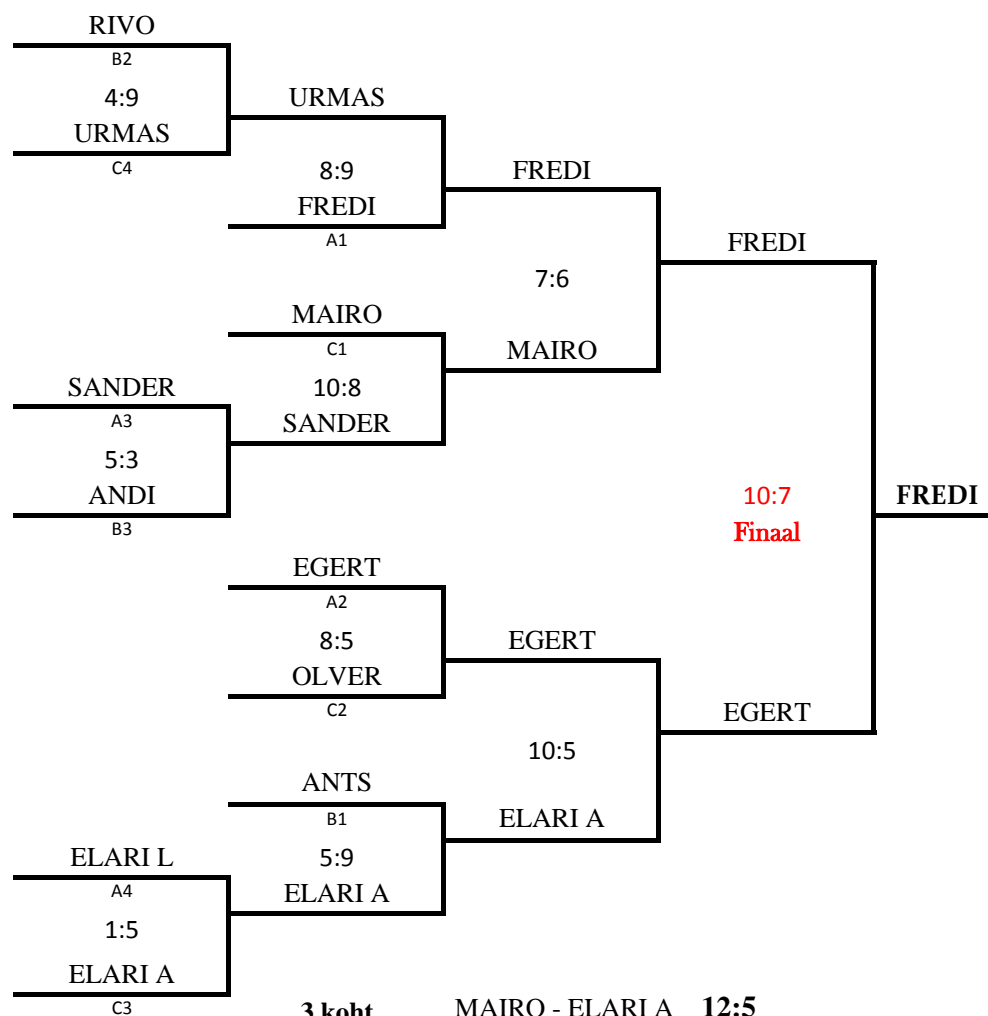 RIVO
B2
4:9
URMAS
URMAS
C4
8:9
FREDI
FREDI
A1
FREDI
7:6
MAIRO
C1
MAIRO
SANDER
10:8
A3
SANDER
5:3
ANDI
10:7
FREDI
B3
Finaal
EGERT
A2
8:5
EGERT
OLVER
C2
EGERT
10:5
ANTS
B1
ELARI A
ELARI L
5:9
A4
ELARI A
1:5
ELARI A
C3
3 koht
MAIRO - ELARI A 12:5